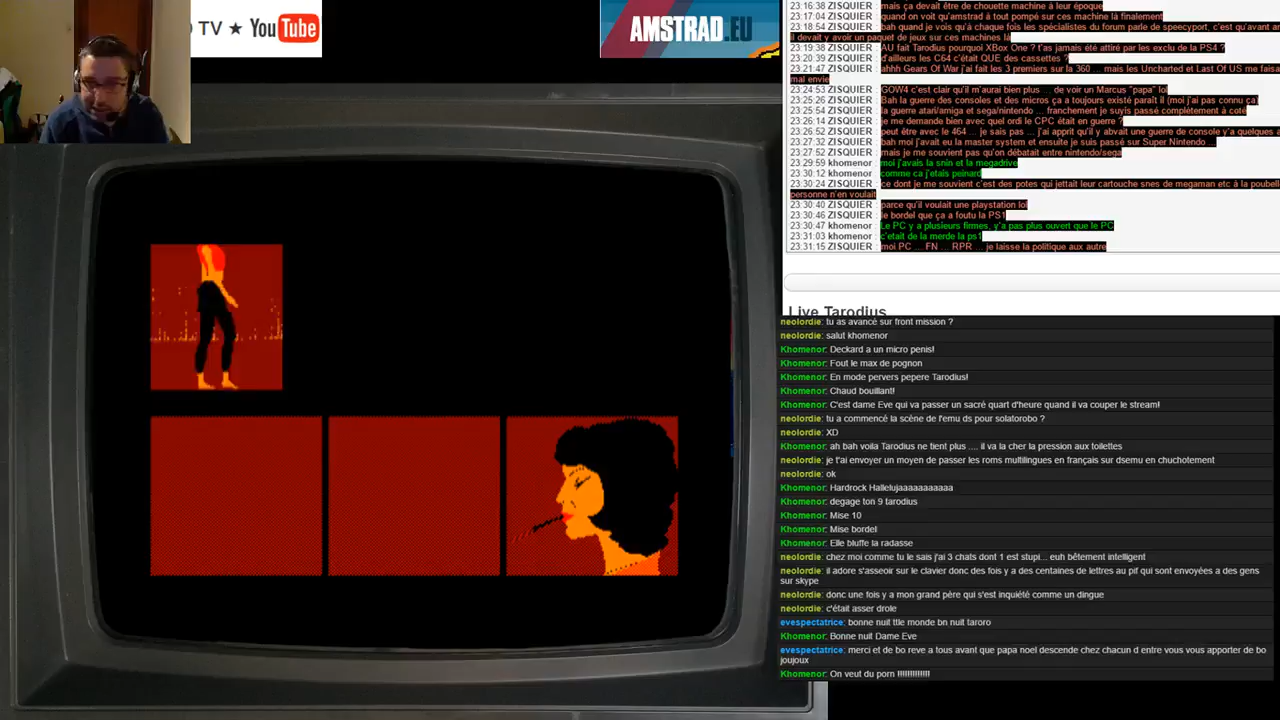 TV ★ You Tube
AMSTRAD.EU
23:16:38 ZISQUIER : mais ça devait être de chouette machine à leur époque
23:17:04 ZISQUIER : quand on voit qu'amstrad à tout pompé sur ces machine là finalement
23:18:54 ZISQUIER : bah quand je vois qu'à chaque fois les spécialistes du forum parle de speecyport, c'est qu'avant
il devait y avoir un paquet de jeux sur ces machines là
23:19:38 ZISQUIER : AU fait Tarodius pourquoi XBox One ? t'as jamais été attiré par les exclu de la PS4 ?
23:20:39 ZISQUIER : d'ailleurs les C64 c'était QUE des cassettes ?
23:21:47 ZISQUIER : ahhh Gears Of War j'ai fait les 3 premiers sur la 360 ... mais les Uncharted et Last Of US me
mal envie
23:24:53 ZISQUIER : GOW4 c'est clair qu'il m'aurai bien plus ... de voir un Marcus "papa" lol
23:25:26 ZISQUIER : Bah la guerre des consoles et des micros ça a toujours existé paraît il (moi j'ai pas connu ça)
23:25:54 ZISQUIER : la guerre atari/amiga et sega/nintendo ... franchement je suyis passé complétement à coté
23:26:14 ZISQUIER : je me demande bien avec quel ordi le CPC était en guerre ?
23:26:52 ZISQUIER : peut être avec le 464 ... je sais pas ... j'ai apprit qu'il y abvait une guerre de console y'a quelques
23:27:32 ZISQUIER : bah moi j'avait eu la master system et ensuite je suis passé sur Super Nintendo ...
23:27:52 ZISQUIER : mais je me souvient pas qu'on débatait entre nintendo/sega
23:29:59 khomenor : moi j'avais la snin et la megadrive
23:30:12 khomenor : comme ca j'etais peinard
23:30:24 ZISQUIER : ce dont je me souvient c'est des potes qui jettait leur cartouche snes de megaman etc à la
personne n'en voulait
23:30:40 ZISQUIER : parce qu'il voulait une playstation lol
23:30:46 ZISQUIER : le bordel que ça a foutu la PS1
23:30:47 khomenor : Le PC y a plusieurs firmes, y'a pas plus ouvert que le PC
23:31:03 khomenor : c'etait de la merde la ps1
23:31:15 ZISQUIER : moi PC ... FN ... RPR ... je laisse la politique aux autre
Live Tarodius
neolordie: tu as avancé sur front mission ?
neolordie: salut khomenor
Khomenor: Deckard a un micro penis!
Khomenor: Fout le max de pognon
Khomenor: En mode pervers pepere Tarodius!
Khomenor: Chaud bouillant!
Khomenor: C'est dame Eve qui va passer un sacré quart d'heure quand il va couper le stream!
neolordie: tu a commencé la scéne de l'emu ds pour solatorobo ?
neolordie: XD
Khomenor: ah bah voila Tarodius ne tient plus .... il va la cher la pression aux toilettes
neolordie: je t'ai envoyer un moyen de passer les roms multilingues en français sur dsemu en chuchotement
neolordie: ok
Khomenor: Hardrock Hallelujaaaaaaaaaaa
Khomenor: degage ton 9 tarodius
Khomenor: Mise 10
Khomenor: Mise bordel
Khomenor: Elle bluffe la radasse
neolordie: chez moi comme tu le sais j'ai 3 chats dont 1 est stupi... euh bêtement intelligent
neolordie: il adore s'asseoir sur le clavier donc des fois y a des centaines de lettres au pif qui sont envoyées a des gens
sur skype
neolordie: donc une fois y a mon grand père qui s'est inquiété comme un dingue
neolordie: c'était asser drole
evespectatrice: bonne nuit ttle monde bn nuit taroro
Khomenor: Bonne nuit Dame Eve
evespectatrice: merci et de bo reve a tous avant que papa noel descende chez chacun d entre vous vous apporter de bo
joujoux
Khomenor: On veut du porn !!!!!!!!!!!!!